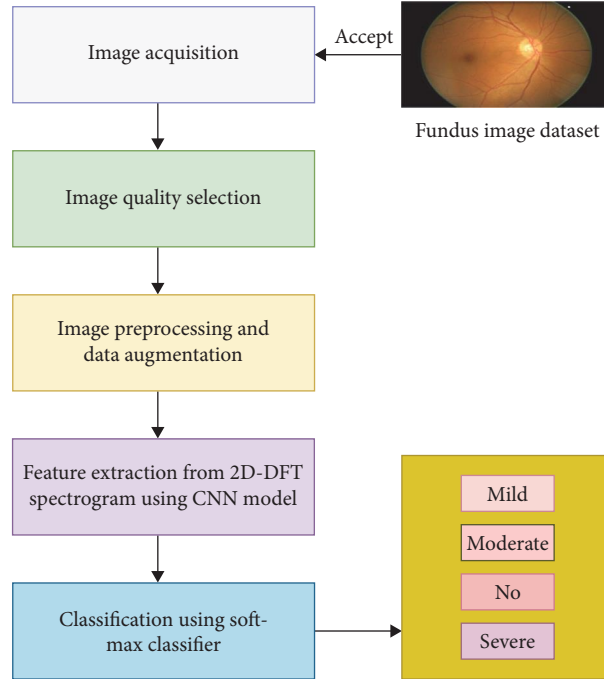 Image acquisition
Accept
Fundus image dataset
Image quality selection
Image preprocessing and
data augmentation
Feature extraction from 2D-DFT
spectrogram using CNN model
Classification using soft-
max classifier
Mild
Moderate
No
Severe